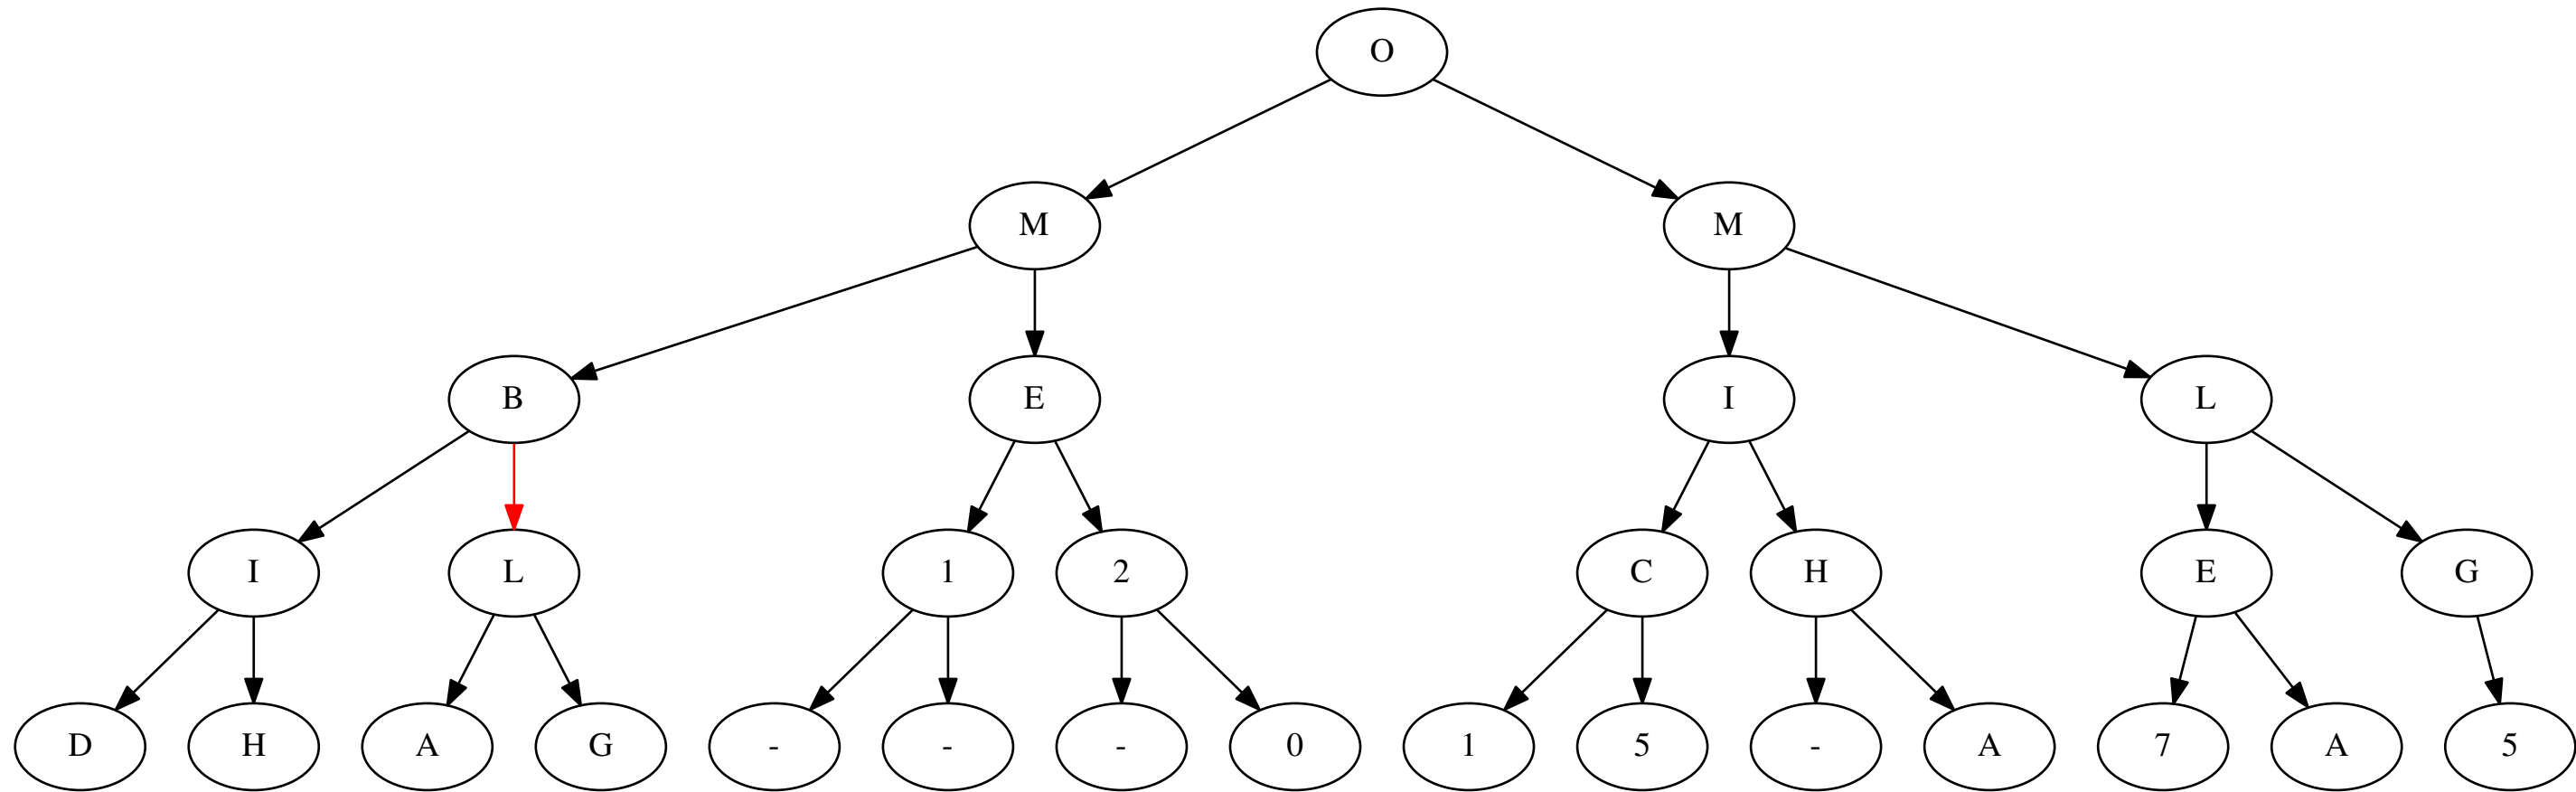 O
M M
B E I L
I L 1 2 C H E G
D H A G - - - 0 1 5 - A 7 A 5